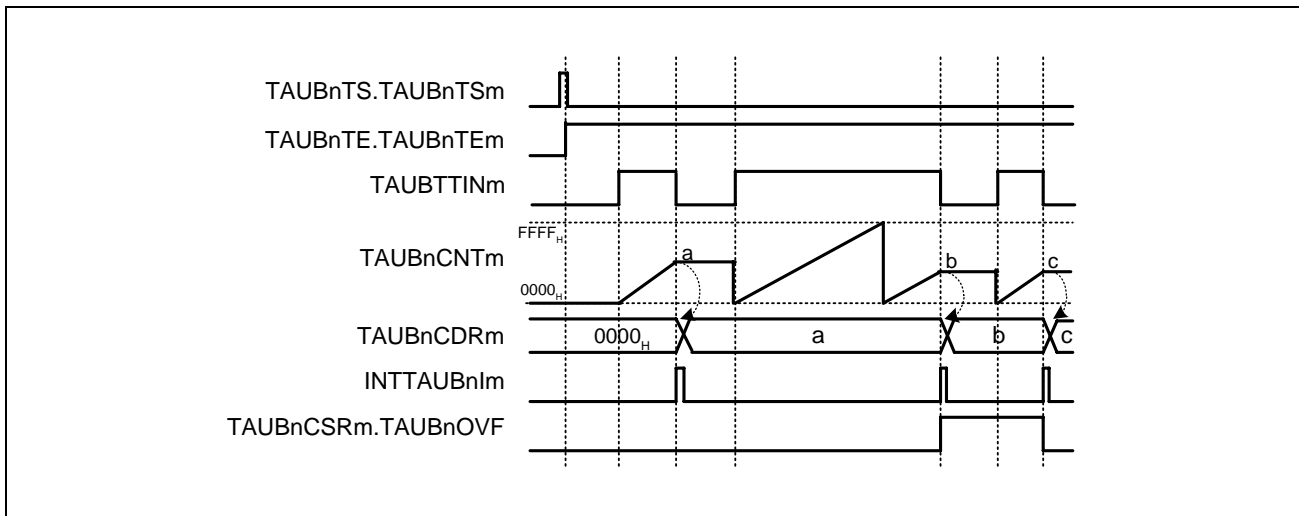 TAUBnTS.TAUBnTSm
TAUBnTE.TAUBnTEm
TAUBTTINm
FFFFH
TAUBnCNTm
a
b
c
0000H
TAUBnCDRm
0000H
a
b
c
INTTAUBnIm
TAUBnCSRm.TAUBnOVF